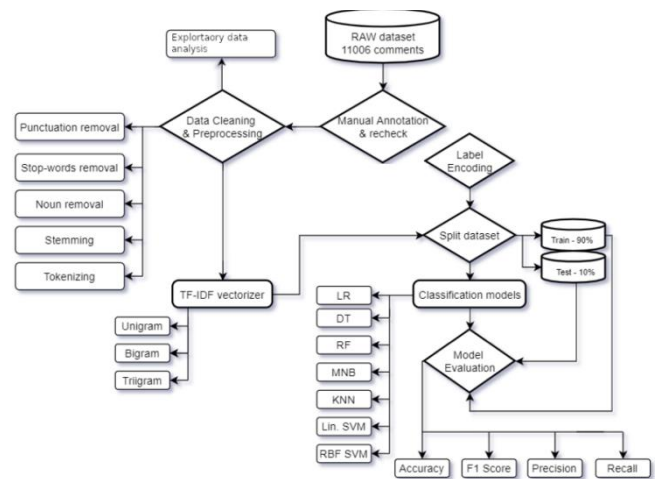 Explortaory data
analysis
RAW dataset
11006 comments
Punctuation removal
Data Cleaning
& Preprocessing
Manual Annotation
& recheck
Stop-words removal
Label
Encoding
Noun removal
Stemming
Split dataset
Train - 90%
Tokenizing
Test - 10%
TF-IDF vectorizer
LR
Classification models
Unigram
DT
Bigram
RF
Model
Evaluation
Triigram
MNB
KNN
Lin. SVM
RBF SVM
Accuracy
F1 Score
Precision
Recall